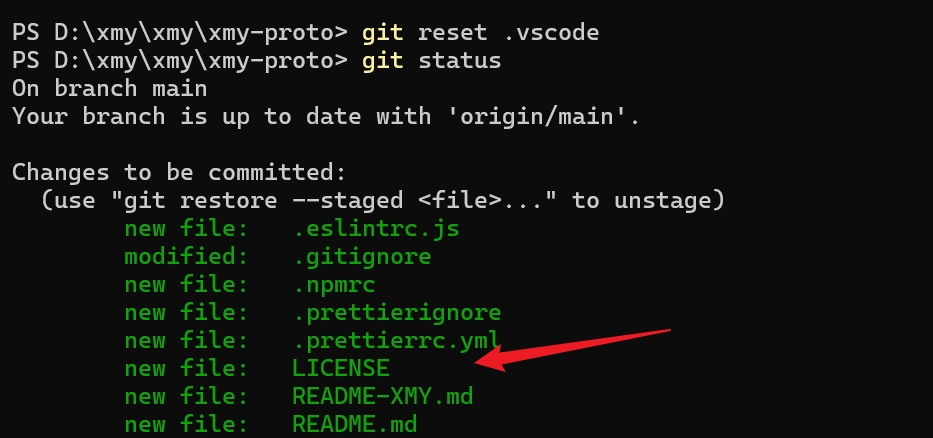 PS D:\xmy\xmy\xmy-proto> git reset .vscode
PS D:\xmy\xmy\xmy-proto> git status
On branch main
Your branch is up to date with 'origin/main'.
Changes to be committed:
  (use "git restore --staged <file>..." to unstage)
        new file:   .eslintrc.js
        modified:   .gitignore
        new file:   .npmrc
        new file:   .prettierignore
        new file:   .prettierrc.yml
        new file:   LICENSE
        new file:   README-XMY.md
        new file:   README.md